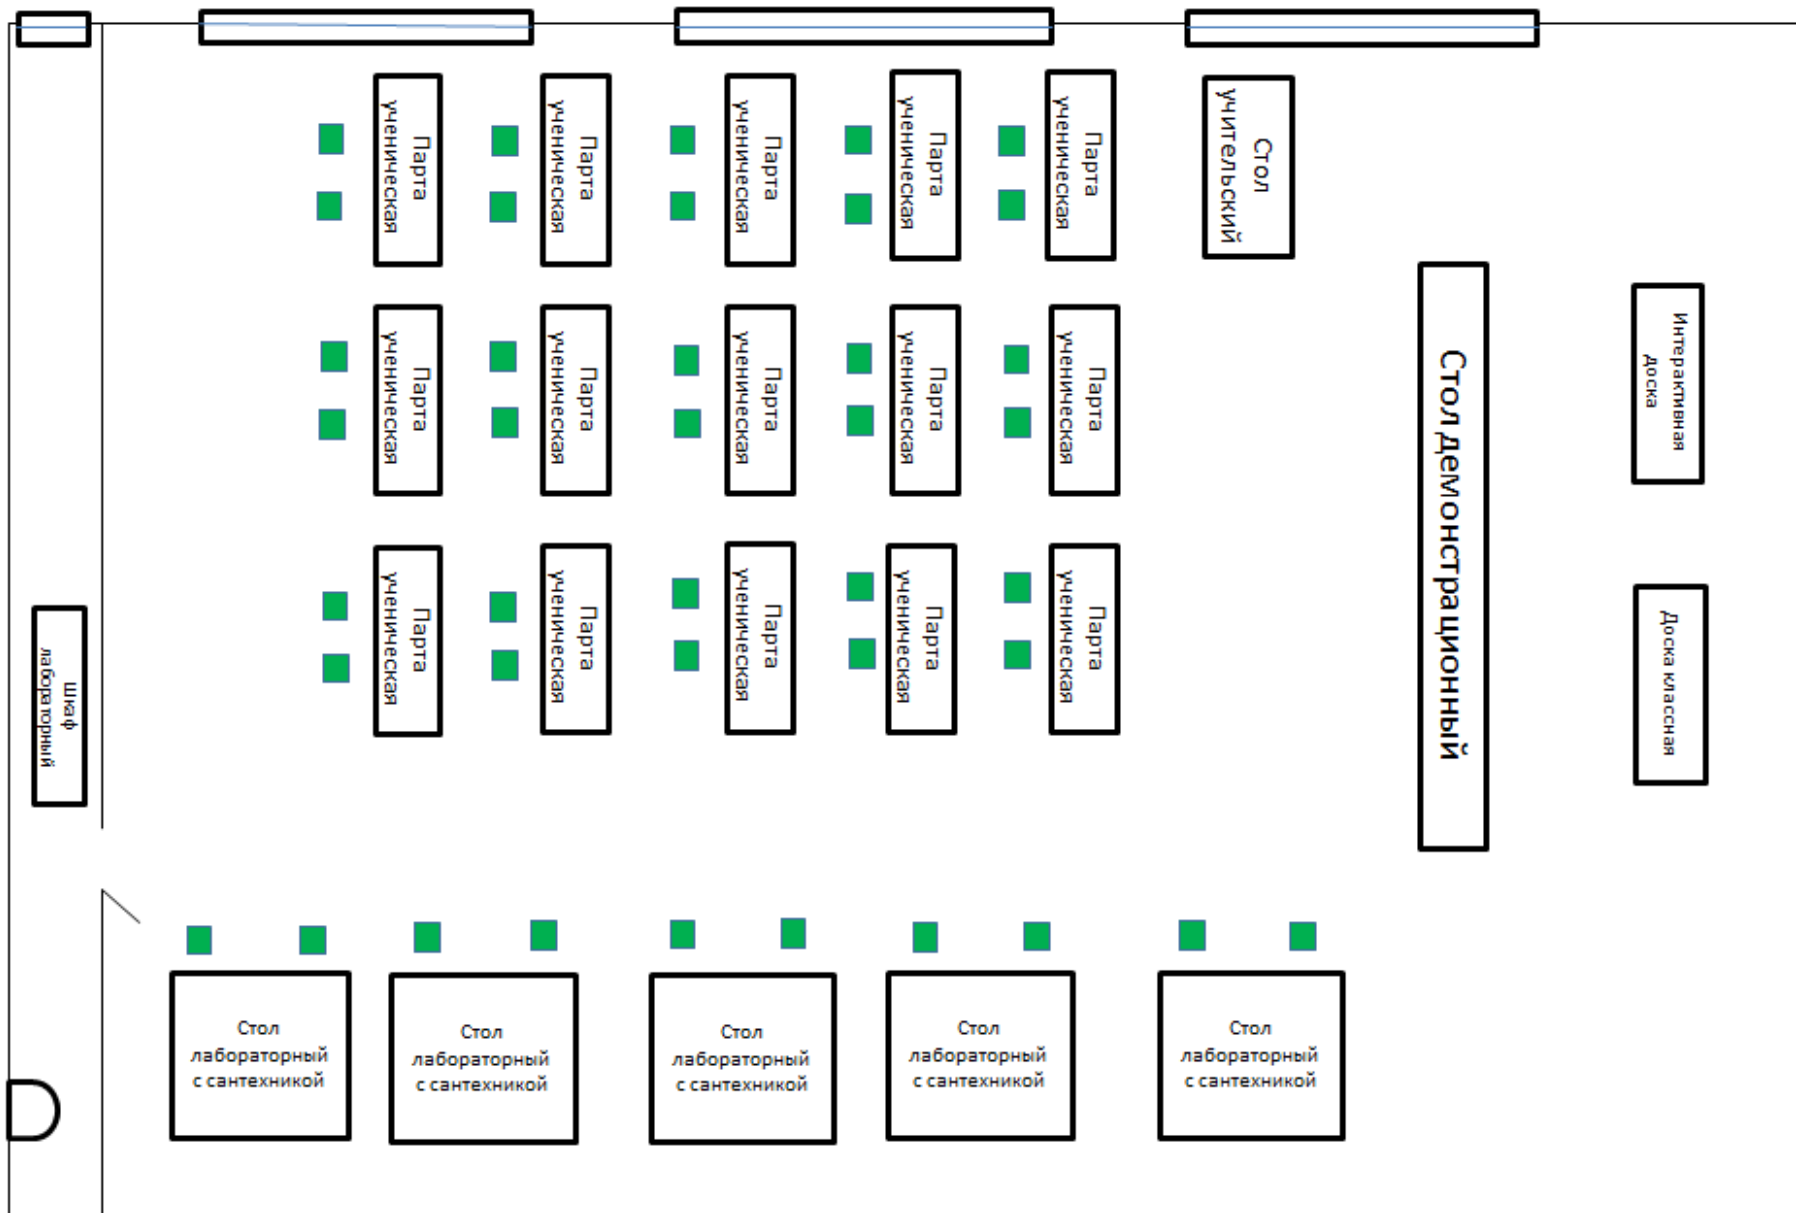 Парта
ученическая
Парта
ученическая
Парта
ученическая
Парта
ученическая
Парта
ученическая
Стол
учительский
Парта
ученическая
Парта
ученическая
Парта
ученическая
Парта
ученическая
Парта
ученическая
Стол демонстрационный
Интерактивная
доска
Парта
ученическая
Парта
ученическая
Парта
ученическая
Парта
ученическая
Парта
ученическая
Доска классная
Шкаф
лабораторный
Стол
лабораторный
с сантехникой
Стол
лабораторный
с сантехникой
Стол
лабораторный
с сантехникой
Стол
лабораторный
с сантехникой
Стол
лабораторный
с сантехникой